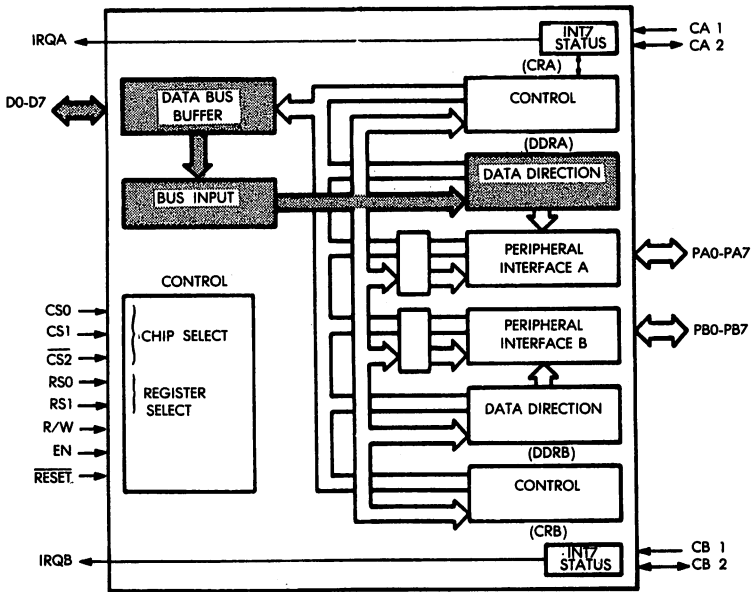 IRQA
INT7
STATUS
CA 1
CA 2
(CRA)
D0-D7
DATA BUS
BUFFER
CONTROL
(DDRA)
BUS INPUT
DATA DIRECTION
PERIPHERAL
INTERFACE A
PA0-PA7
CONTROL
CS0
CS1
CS2
RS0
RS1
R/W
EN
RESET
CHIP SELECT
REGISTER
SELECT
PERIPHERAL
INTERFACE B
PB0-PB7
DATA DIRECTION
(DDRB)
CONTROL
(CRB)
IRQB
INT7
STATUS
CB 1
CB 2